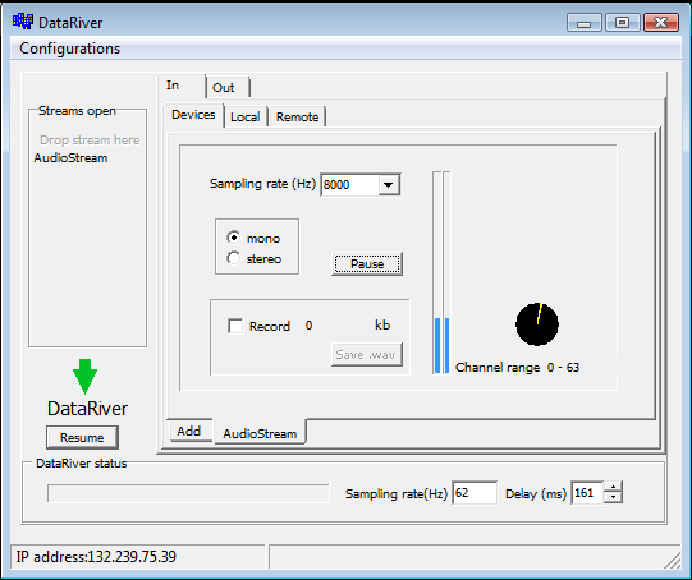 DataRiver
Configurations
In
Out
Streams open
Drop stream here
AudioStream
Devices
Local
Remote
Sampling rate (Hz) 8000
mono
stereo
Pause
Record 0 kb
Save .wav
Channel range 0 - 63
DataRiver
Resume
Add
AudioStream
DataRiver status
Sampling rate(Hz) 62 Delay (ms) 161
IP address:132.239.75.39